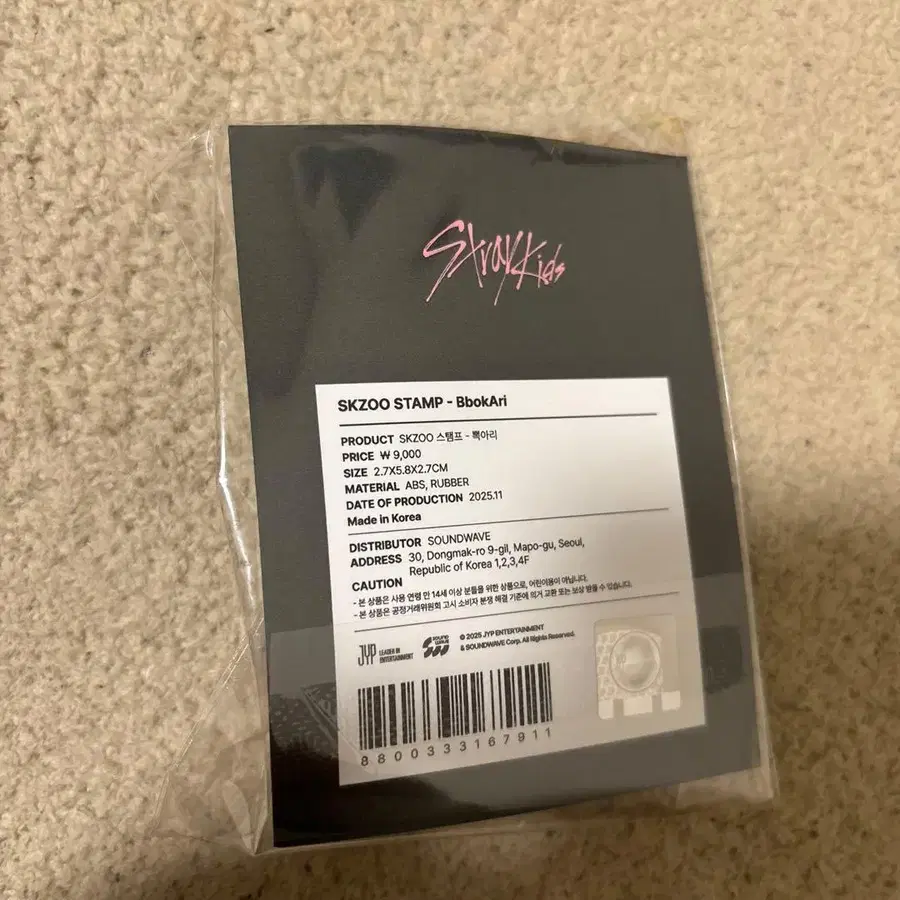 Stray Kids
SKZOO STAMP - BbokAri
PRODUCT SKZOO 스탬프 - 뽁아리
PRICE ₩ 9,000
SIZE 2.7X5.8X2.7CM
MATERIAL ABS, RUBBER
DATE OF PRODUCTION 2025.11
Made in Korea
DISTRIBUTOR SOUNDWAVE
ADDRESS 30, Dongmak-ro 9-gil, Mapo-gu, Seoul,
Republic of Korea 1,2,3,4F
CAUTION
- 본 상품은 사용 연령 만 14세 이상 분들을 위한 상품으로, 어린이용이 아닙니다.
- 본 상품은 공정거래위원회 고시 소비자 분쟁 해결 기준에 의거 교환 또는 보상 받을 수 있습니다.
JYP LEADER IN
ENTERTAINMENT
SOUND
WAVE
© 2025 JYP ENTERTAINMENT
& SOUNDWAVE Corp. All Rights Reserved.
8800333167911